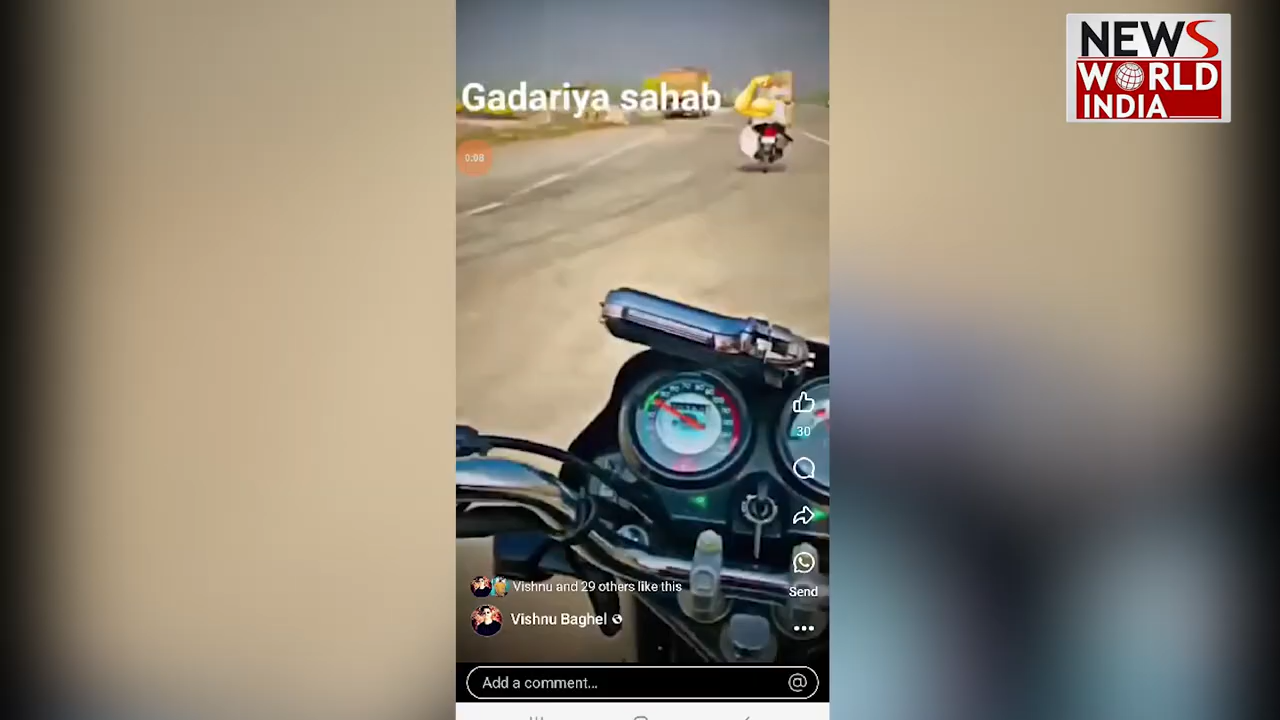 NEWS
WORLD
INDIA
Gadariya sahab
0:08
30
Send
Vishnu and 29 others like this
Vishnu Baghel
Add a comment...
@